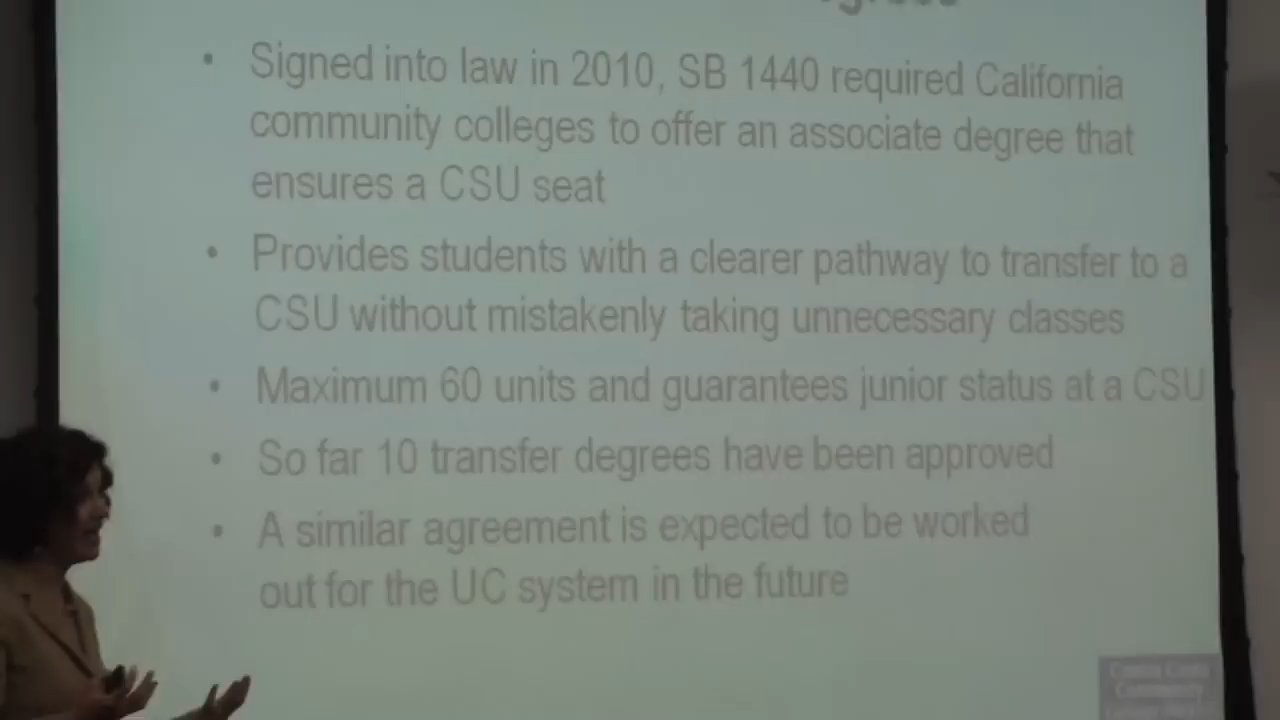 • Signed into law in 2010, SB 1440 required California
community colleges to offer an associate degree that
ensures a CSU seat
• Provides students with a clearer pathway to transfer to a
CSU without mistakenly taking unnecessary classes
• Maximum 60 units and guarantees junior status at a CSU
• So far 10 transfer degrees have been approved
• A similar agreement is expected to be worked
out for the UC system in the future
Contra Costa
Community